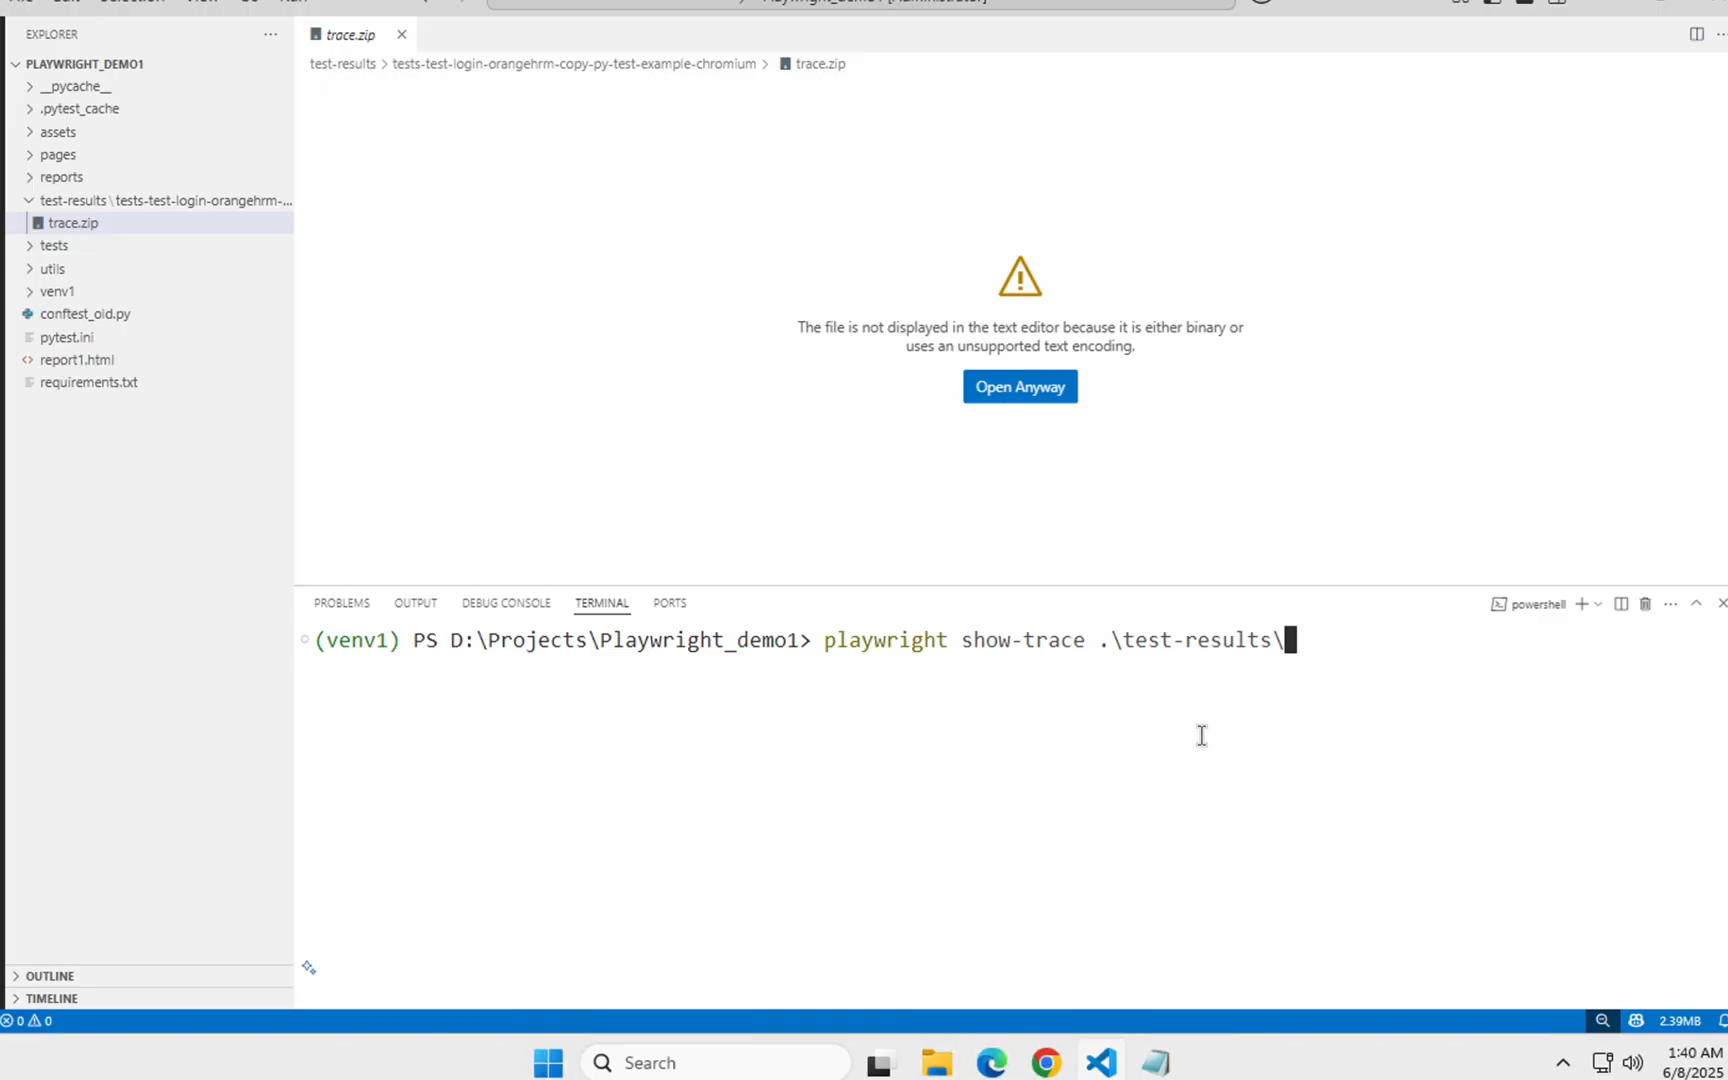 EXPLORER
PLAYWRIGHT_DEMO1
__pycache__
.pytest_cache
assets
pages
reports
test-results\tests-test-login-orangehrm-...
trace.zip
tests
utils
venv1
conftest_old.py
pytest.ini
report1.html
requirements.txt
OUTLINE
TIMELINE
trace.zip
test-results > tests-test-login-orangehrm-copy-py-test-example-chromium > trace.zip
The file is not displayed in the text editor because it is either binary or
uses an unsupported text encoding.
Open Anyway
PROBLEMS OUTPUT DEBUG CONSOLE TERMINAL PORTS
powershell
(venv1) PS D:\Projects\Playwright_demo1> playwright show-trace .\test-results\
0 0
2.39MB
Search
1:40 AM
6/8/2025